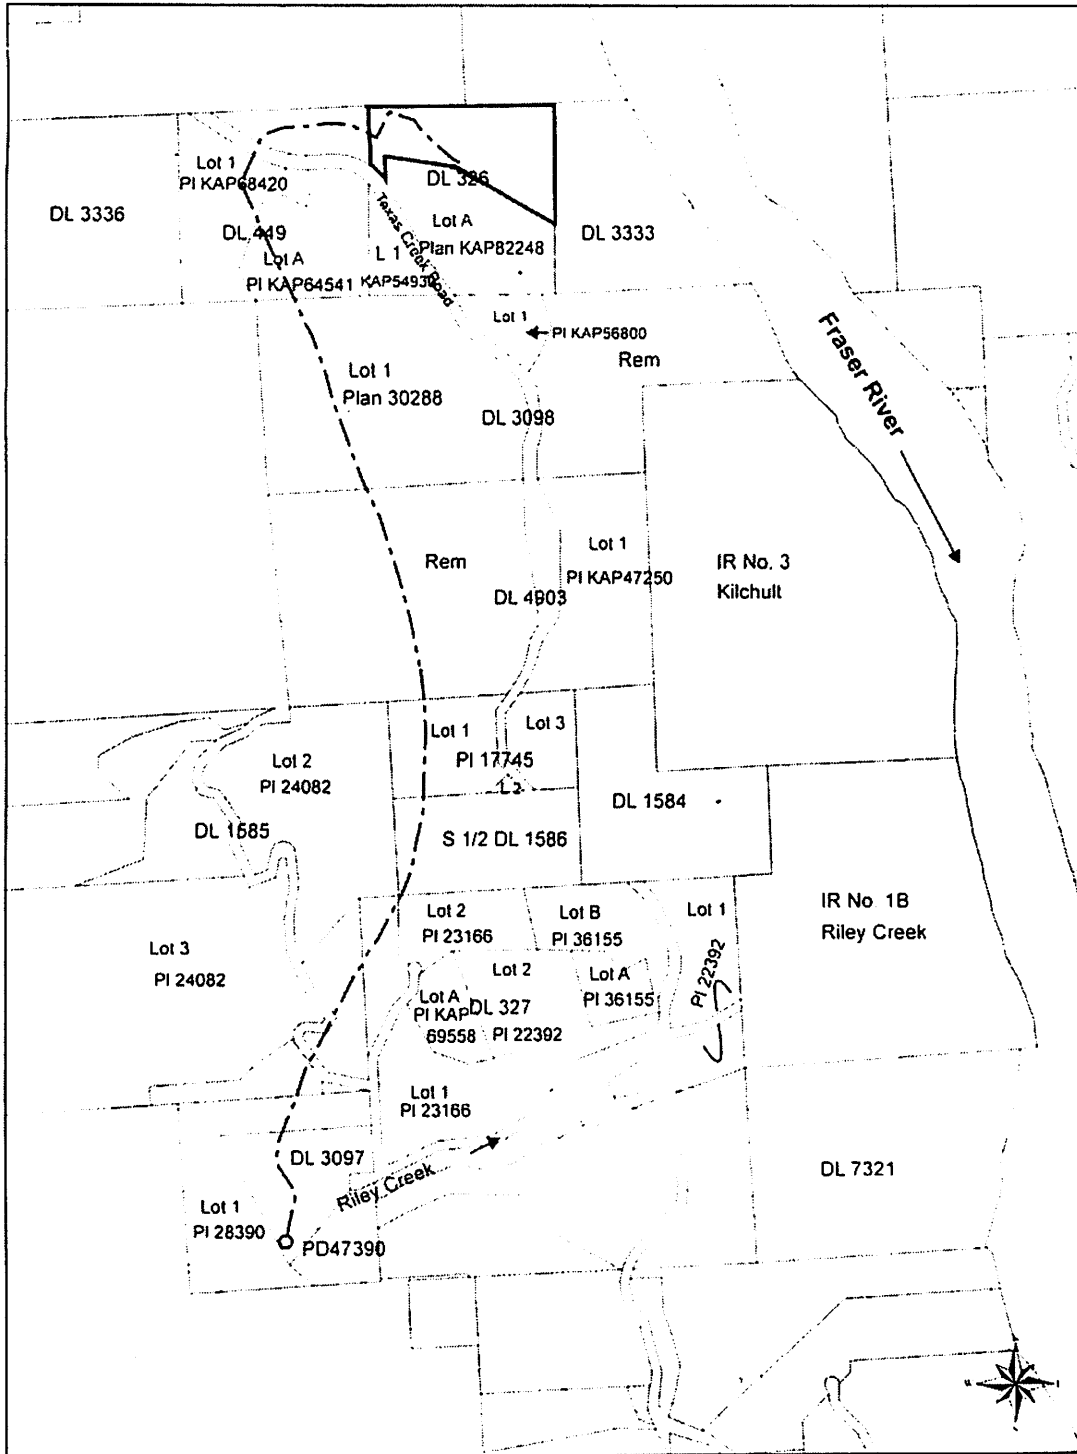 Lot 1
Pl KAP68420
DL 326
DL 3336
DL 449
Lot A
Pl KAP64541
L 1
KAP54930
Lot A
Plan KAP82248
DL 3333
Texas Creek Road
Lot 1
Pl KAP56800
Rem
Fraser River
Lot 1
Plan 30288
DL 3098
Rem
Lot 1
Pl KAP47250
DL 4903
IR No. 3
Kilchult
Lot 1
Lot 3
Pl 17745
L 2
Lot 2
Pl 24082
DL 1584
DL 1585
S 1/2 DL 1586
Lot 2
Pl 23166
Lot B
Pl 36155
Lot 1
Pl 22392
IR No. 1B
Riley Creek
Lot 3
Pl 24082
Lot 2
Lot A
Pl 36155
Lot A
Pl KAP
69558
DL 327
Pl 22392
Lot 1
Pl 23166
DL 3097
Riley Creek
DL 7321
Lot 1
Pl 28390
PD47390